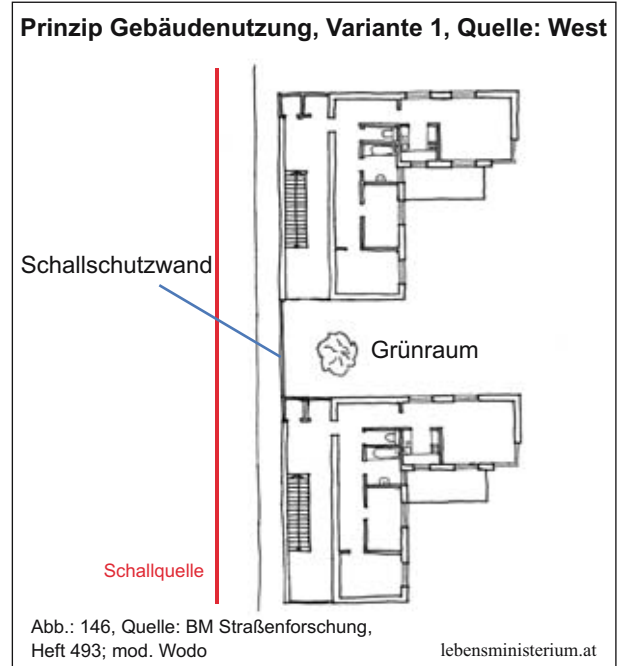 Prinzip Gebäudenutzung, Variante 1, Quelle: West
Schallschutzwand
Grünraum
Schallquelle
Abb.: 146, Quelle: BM Straßenforschung,
Heft 493; mod. Wodo
lebensministerium.at